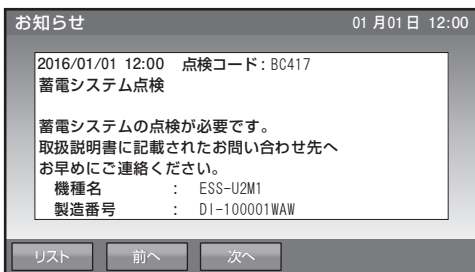 お知らせ 01月01日 12:00
2016/01/01 12:00 点検コード：BC417
蓄電システム点検
蓄電システムの点検が必要です。
取扱説明書に記載されたお問い合わせ先へ
お早めにご連絡ください。
機種名 ： ESS-U2M1
製造番号 ： DI-100001WAW
リスト 前へ 次へ